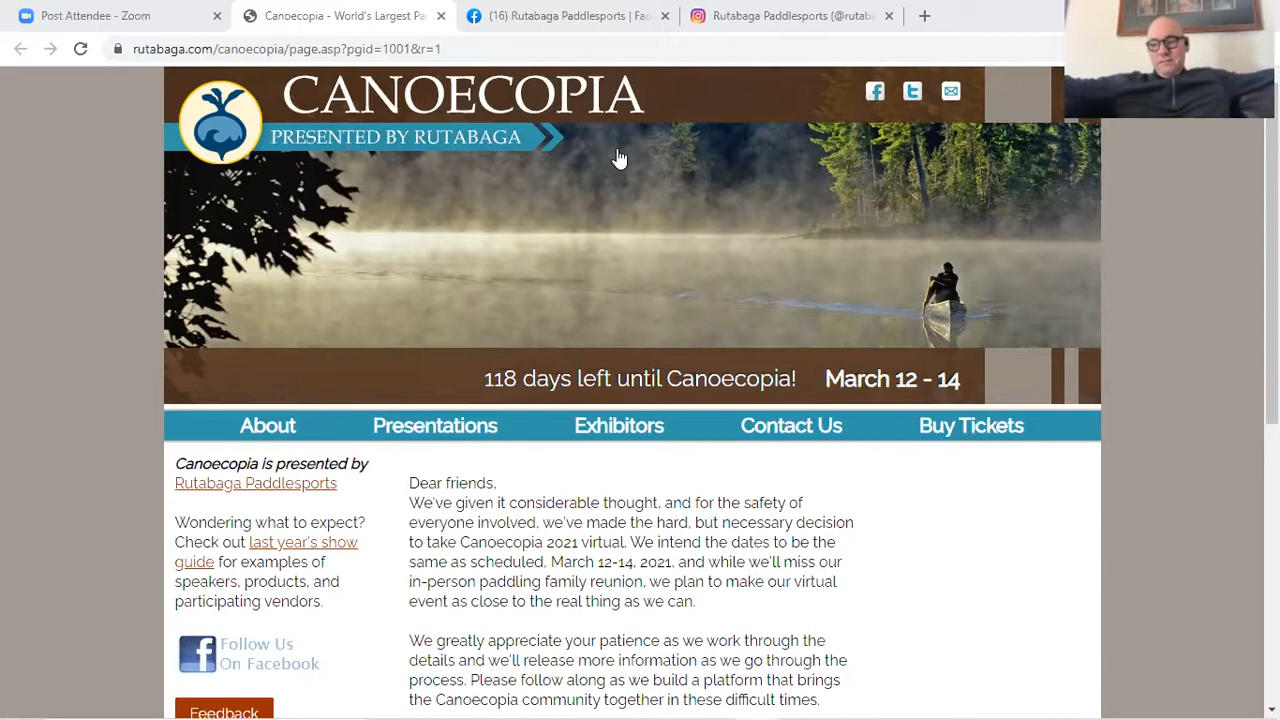 Post Attendee - Zoom
Canoecopia - World's Largest Pa
(16) Rutabaga Paddlesports | Fac
Rutabaga Paddlesports (@rutaba
rutabaga.com/canoecopia/page.asp?pgid=1001&r=1
CANOECOPIA
PRESENTED BY RUTABAGA
118 days left until Canoecopia! March 12 - 14
About Presentations Exhibitors Contact Us Buy Tickets
Canoecopia is presented by
Rutabaga Paddlesports
Wondering what to expect?
Check out last year's show
guide for examples of
speakers, products, and
participating vendors.
Follow Us
On Facebook
Feedback
Dear friends,
We've given it considerable thought, and for the safety of
everyone involved, we've made the hard, but necessary decision
to take Canoecopia 2021 virtual. We intend the dates to be the
same as scheduled, March 12-14, 2021, and while we'll miss our
in-person paddling family reunion, we plan to make our virtual
event as close to the real thing as we can.
We greatly appreciate your patience as we work through the
details and we'll release more information as we go through the
process. Please follow along as we build a platform that brings
the Canoecopia community together in these difficult times.